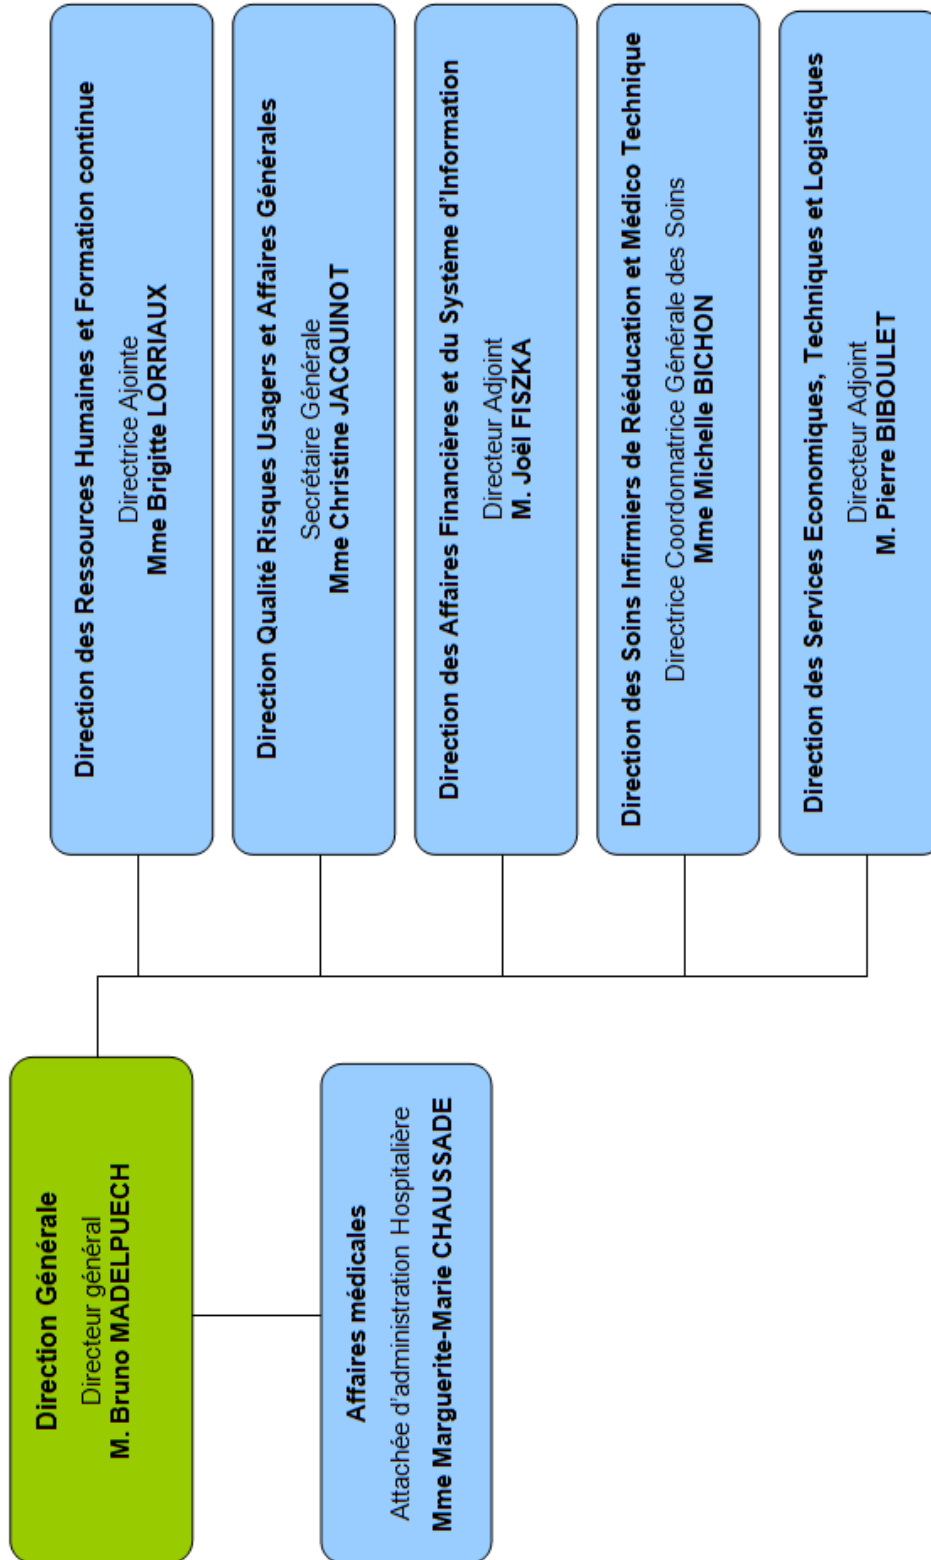 Direction Générale
Directeur général
M. Bruno MADELPUECH
Affaires médicales
Attachée d'administration Hospitalière
Mme Marguerite-Marie CHAUSSADE
Direction des Ressources Humaines et Formation continue
Directrice Ajointe
Mme Brigitte LORRIAUX
Direction Qualité Risques Usagers et Affaires Générales
Secrétaire Générale
Mme Christine JACQUINOT
Direction des Affaires Financières et du Système d'Information
Directeur Adjoint
M. Joël FISZKA
Direction des Soins Infirmiers de Rééducation et Médico Technique
Directrice Coordonnatrice Générale des Soins
Mme Michelle BICHON
Direction des Services Economiques, Techniques et Logistiques
Directeur Adjoint
M. Pierre BIBOULET